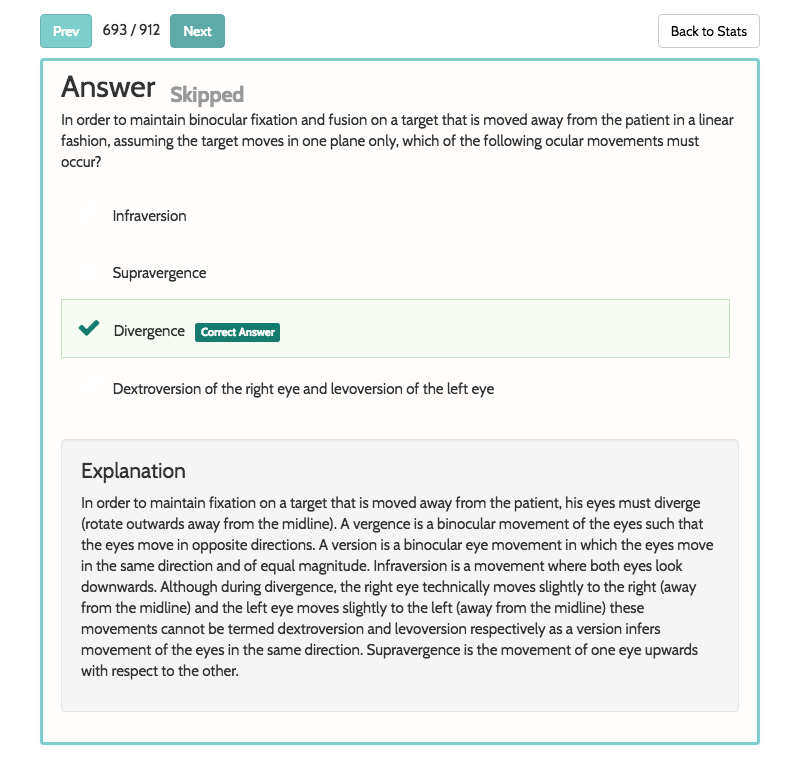 Prev 693 / 912 Next Back to Stats
Answer Skipped
In order to maintain binocular fixation and fusion on a target that is moved away from the patient in a linear
fashion, assuming the target moves in one plane only, which of the following ocular movements must
occur?
Infraversion
Supravergence
Divergence Correct Answer
Dextroversion of the right eye and levoversion of the left eye
Explanation
In order to maintain fixation on a target that is moved away from the patient, his eyes must diverge
(rotate outwards away from the midline). A vergence is a binocular movement of the eyes such that
the eyes move in opposite directions. A version is a binocular eye movement in which the eyes move
in the same direction and of equal magnitude. Infraversion is a movement where both eyes look
downwards. Although during divergence, the right eye technically moves slightly to the right (away
from the midline) and the left eye moves slightly to the left (away from the midline) these
movements cannot be termed dextroversion and levoversion respectively as a version infers
movement of the eyes in the same direction. Supravergence is the movement of one eye upwards
with respect to the other.